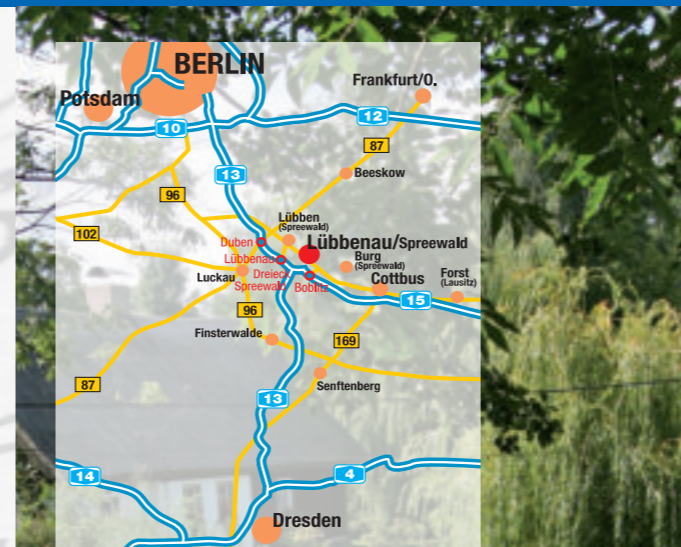 BERLIN
Frankfurt/O.
Potsdam
12
10
87
13
Beeskow
96
Lübben
(Spreewald)
102
Duben
Lübbenau/Spreewald
Lübbenau
Burg
(Spreewald)
Luckau
Dreieck
Spreewald
Boblitz
Cottbus
Forst
(Lausitz)
15
96
Finsterwalde
169
Senftenberg
87
13
14
4
Dresden